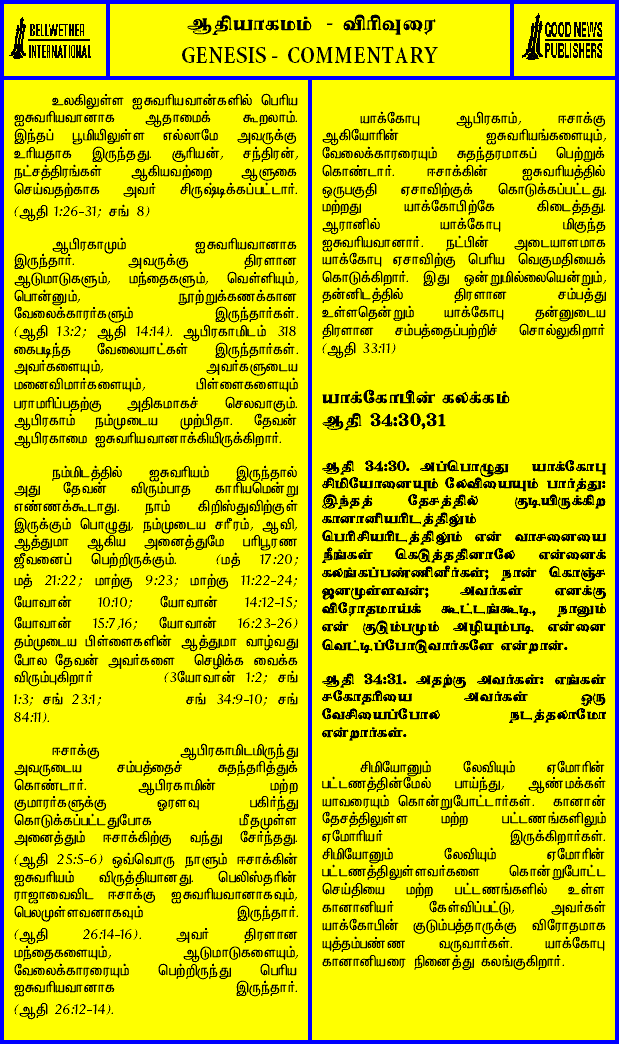 BELLWETHER
INTERNATIONAL
ஆதியாகமம் - விரிவுரை
GENESIS - COMMENTARY
GOOD NEWS
PUBLISHERS
உலகிலுள்ள ஐசுவரியவான்களில் பெரிய
ஐசுவரியவானாக ஆதாமைக் கூறலாம்.
இந்தப் பூமியிலுள்ள எல்லாமே அவருக்கு
உரியதாக இருந்தது. சூரியன், சந்திரன்,
நட்சத்திரங்கள் ஆகியவற்றை ஆளுகை
செய்வதற்காக அவர் சிருஷ்டிக்கப்பட்டார்.
(ஆதி 1:26-31; சங் 8)
ஆபிரகாமும் ஐசுவரியவானாக
இருந்தார். அவருக்கு திரளான
ஆடுமாடுகளும், மந்தைகளும், வெள்ளியும்,
பொன்னும், நூற்றுக்கணக்கான
வேலைக்காரர்களும் இருந்தார்கள்.
(ஆதி 13:2; ஆதி 14:14). ஆபிரகாமிடம் 318
கைபடிந்த வேலையாட்கள் இருந்தார்கள்.
அவர்களையும், அவர்களுடைய
மனைவிமார்களையும், பிள்ளைகளையும்
பராமரிப்பதற்கு அதிகமாகச் செலவாகும்.
ஆபிரகாம் நம்முடைய முற்பிதா. தேவன்
ஆபிரகாமை ஐசுவரியவானாக்கியிருக்கிறார்.
நம்மிடத்தில் ஐசுவரியம் இருந்தால்
அது தேவன் விரும்பாத காரியமென்று
எண்ணக்கூடாது. நாம் கிறிஸ்துவிற்குள்
இருக்கும் பொழுது, நம்முடைய சரீரம், ஆவி,
ஆத்துமா ஆகிய அனைத்துமே பரிபூரண
ஜீவனைப் பெற்றிருக்கும். (மத் 17:20;
மத் 21:22; மாற்கு 9:23; மாற்கு 11:22-24;
யோவான் 10:10; யோவான் 14:12-15;
யோவான் 15:7,16; யோவான் 16:23-26)
தம்முடைய பிள்ளைகளின் ஆத்துமா வாழ்வது
போல தேவன் அவர்களை செழிக்க வைக்க
விரும்புகிறார் (3யோவான் 1:2; சங்
1:3; சங் 23:1; சங் 34:9-10; சங்
84:11).
ஈசாக்கு ஆபிரகாமிடமிருந்து
அவருடைய சம்பத்தைச் சுதந்தரித்துக்
கொண்டார். ஆபிரகாமின் மற்ற
குமாரர்களுக்கு ஓரளவு பகிர்ந்து
கொடுக்கப்பட்டதுபோக மீதமுள்ள
அனைத்தும் ஈசாக்கிற்கு வந்து சேர்ந்தது.
(ஆதி 25:5-6) ஒவ்வொரு நாளும் ஈசாக்கின்
ஐசுவரியம் விருத்தியானது. பெலிஸ்தரின்
ராஜாவைவிட ஈசாக்கு ஐசுவரியவானாகவும்,
பெலமுள்ளவனாகவும் இருந்தார்.
(ஆதி 26:14-16). அவர் திரளான
மந்தைகளையும், ஆடுமாடுகளையும்,
வேலைக்காரரையும் பெற்றிருந்து பெரிய
ஐசுவரியவானாக இருந்தார்.
(ஆதி 26:12-14).
யாக்கோபு ஆபிரகாம், ஈசாக்கு
ஆகியோரின் ஐசுவரியங்களையும்,
வேலைக்காரரையும் சுதந்தரமாகப் பெற்றுக்
கொண்டார். ஈசாக்கின் ஐசுவரியத்தில்
ஒருபகுதி ஏசாவிற்குக் கொடுக்கப்பட்டது.
மற்றது யாக்கோபிற்கே கிடைத்தது.
ஆரானில் யாக்கோபு மிகுந்த
ஐசுவரியவானார். நட்பின் அடையாளமாக
யாக்கோபு ஏசாவிற்கு பெரிய வெகுமதியைக்
கொடுக்கிறார். இது ஒன்றுமில்லையென்றும்,
தன்னிடத்தில் திரளான சம்பத்து
உள்ளதென்றும் யாக்கோபு தன்னுடைய
திரளான சம்பத்தைப்பற்றிச் சொல்லுகிறார்
(ஆதி 33:11)
யாக்கோபின் கலக்கம்
ஆதி 34:30,31
ஆதி 34:30. அப்பொழுது யாக்கோபு
சிமியோனையும் லேவியையும் பார்த்து:
இந்தத் தேசத்தில் குடியிருக்கிற
கானானியரிடத்திலும்
பெரிசியரிடத்திலும் என் வாசனையை
நீங்கள் கெடுத்ததினாலே என்னைக்
கலங்கப்பண்ணினீர்கள்; நான் கொஞ்ச
ஜனமுள்ளவன்; அவர்கள் எனக்கு
விரோதமாய்க் கூட்டங்கூடி, நானும்
என் குடும்பமும் அழியும்படி என்னை
வெட்டிப்போடுவார்களே என்றான்.
ஆதி 34:31. அதற்கு அவர்கள்: எங்கள்
சகோதரியை அவர்கள் ஒரு
வேசியைப்போல நடத்தலாமோ
என்றார்கள்.
சிமியோனும் லேவியும் ஏமோரின்
பட்டணத்தின்மேல் பாய்ந்து, ஆண்மக்கள்
யாவரையும் கொன்றுபோட்டார்கள். கானான்
தேசத்திலுள்ள மற்ற பட்டணங்களிலும்
ஏமோரியர் இருக்கிறார்கள்.
சிமியோனும் லேவியும் ஏமோரின்
பட்டணத்திலுள்ளவர்களை கொன்றுபோட்ட
செய்தியை மற்ற பட்டணங்களில் உள்ள
கானானியர் கேள்விப்பட்டு, அவர்கள்
யாக்கோபின் குடும்பத்தாருக்கு விரோதமாக
யுத்தம்பண்ண வருவார்கள். யாக்கோபு
கானானியரை நினைத்து கலங்குகிறார்.